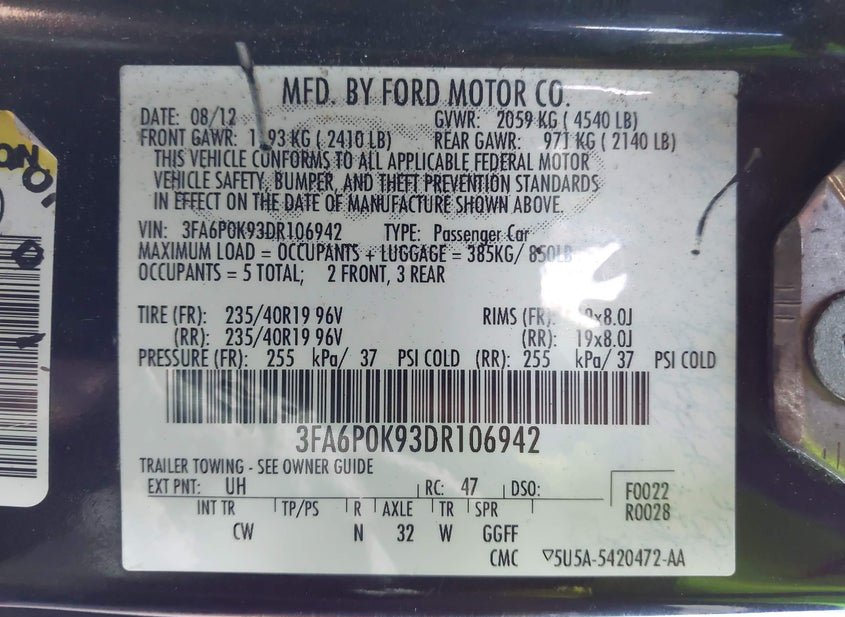 MFD. BY FORD MOTOR CO.
DATE: 08/12 GVWR: 2059 KG ( 4540 LB)
FRONT GAWR: 1 93 KG ( 2410 LB) REAR GAWR: 971 KG ( 2140 LB)
THIS VEHICLE CONFORMS TO ALL APPLICABLE FEDERAL MOTOR
VEHICLE SAFETY, BUMPER, AND THEFT PREVENTION STANDARDS
IN EFFECT ON THE DATE OF MANUFACTURE SHOWN ABOVE.
VIN: 3FA6P0K93DR106942 TYPE: Passenger Car
MAXIMUM LOAD = OCCUPANTS + LUGGAGE = 385KG/ 850LB
OCCUPANTS = 5 TOTAL; 2 FRONT, 3 REAR
TIRE (FR): 235/40R19 96V RIMS (FR): 19x8.0J
(RR): 235/40R19 96V (RR): 19x8.0J
PRESSURE (FR): 255 kPa/ 37 PSI COLD (RR): 255 kPa/ 37 PSI COLD
3FA6P0K93DR106942
TRAILER TOWING - SEE OWNER GUIDE
EXT PNT: UH RC: 47 DSO: F0022
R0028
INT TR TP/PS R AXLE TR SPR
CW N 32 W GGFF
CMC ▽5U5A-5420472-AA